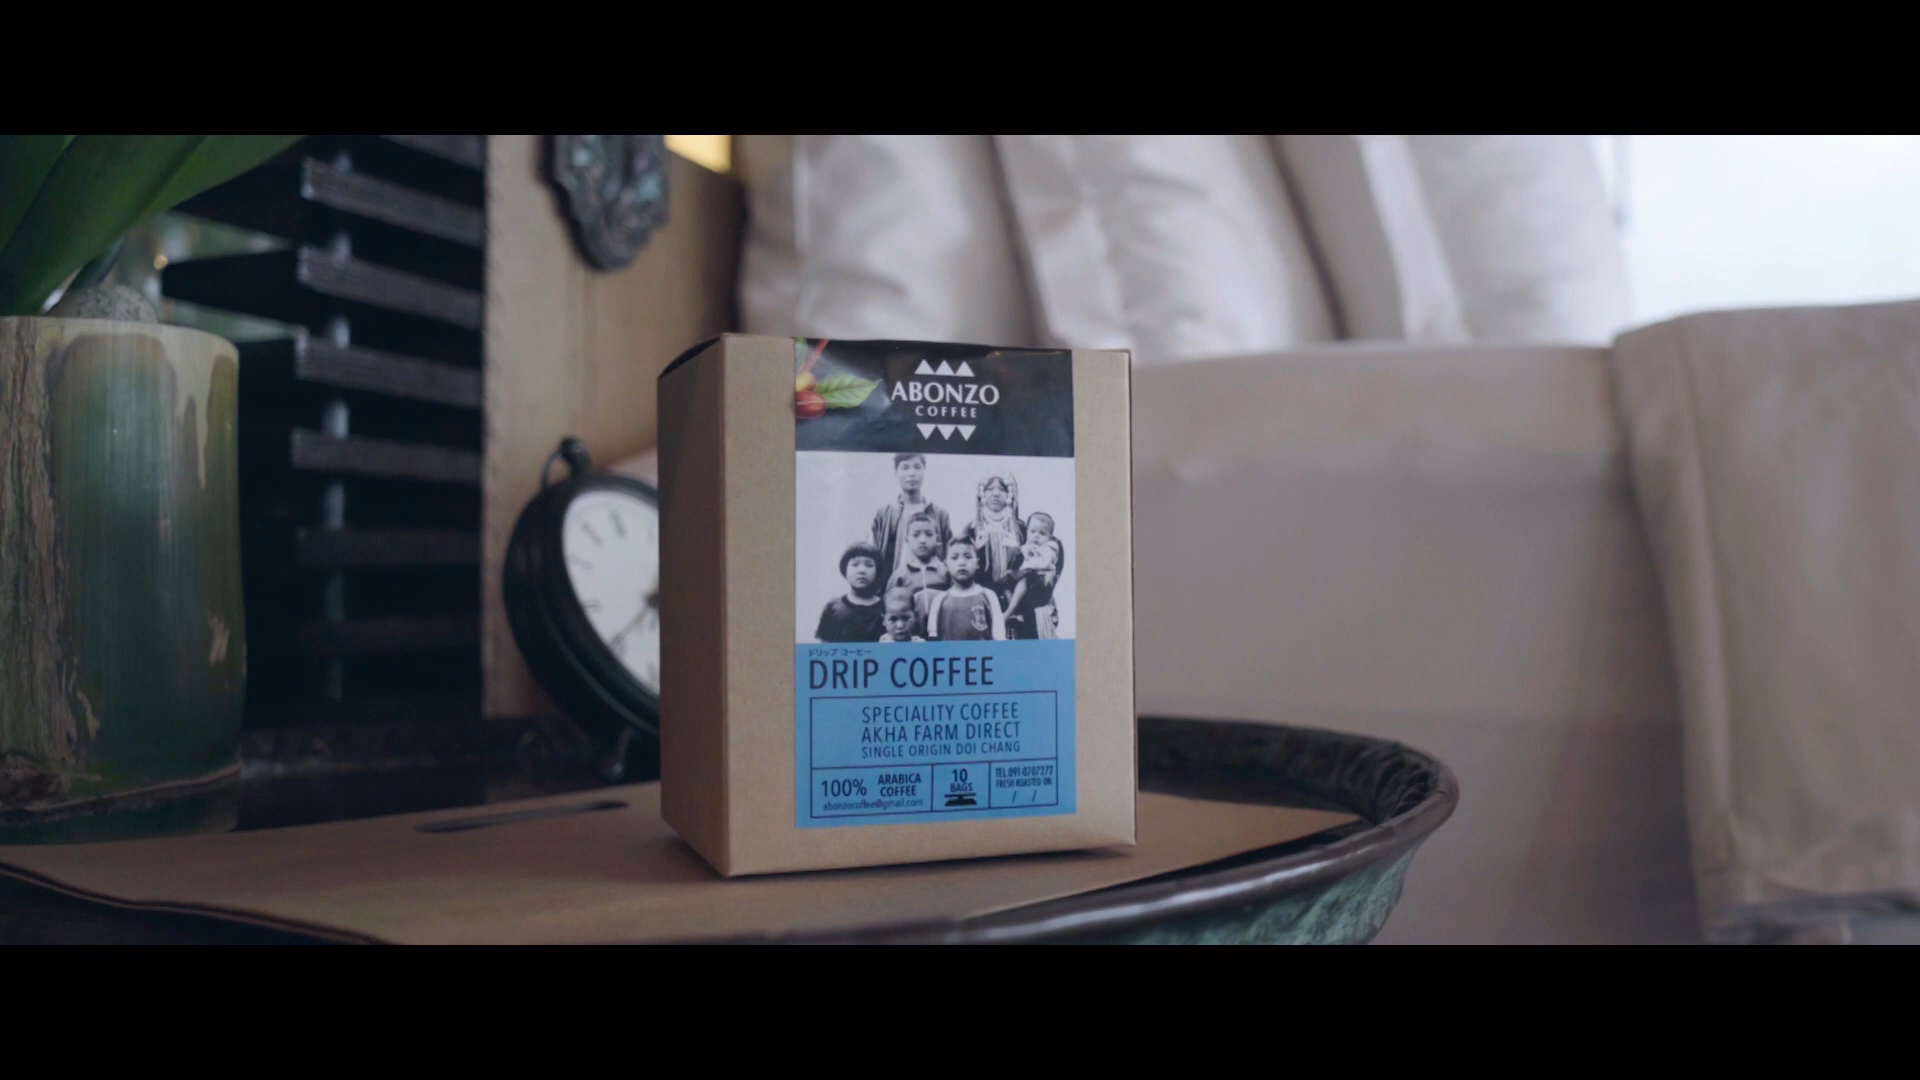 ABONZO
COFFEE
ドリップ コーヒー
DRIP COFFEE
SPECIALITY COFFEE
AKHA FARM DIRECT
SINGLE ORIGIN DOI CHANG
100% ARABICA COFFEE
abonzocoffee@gmail.com
10
BAGS
TEL.091-0707272
FRESH ROASTED ON:
/ /